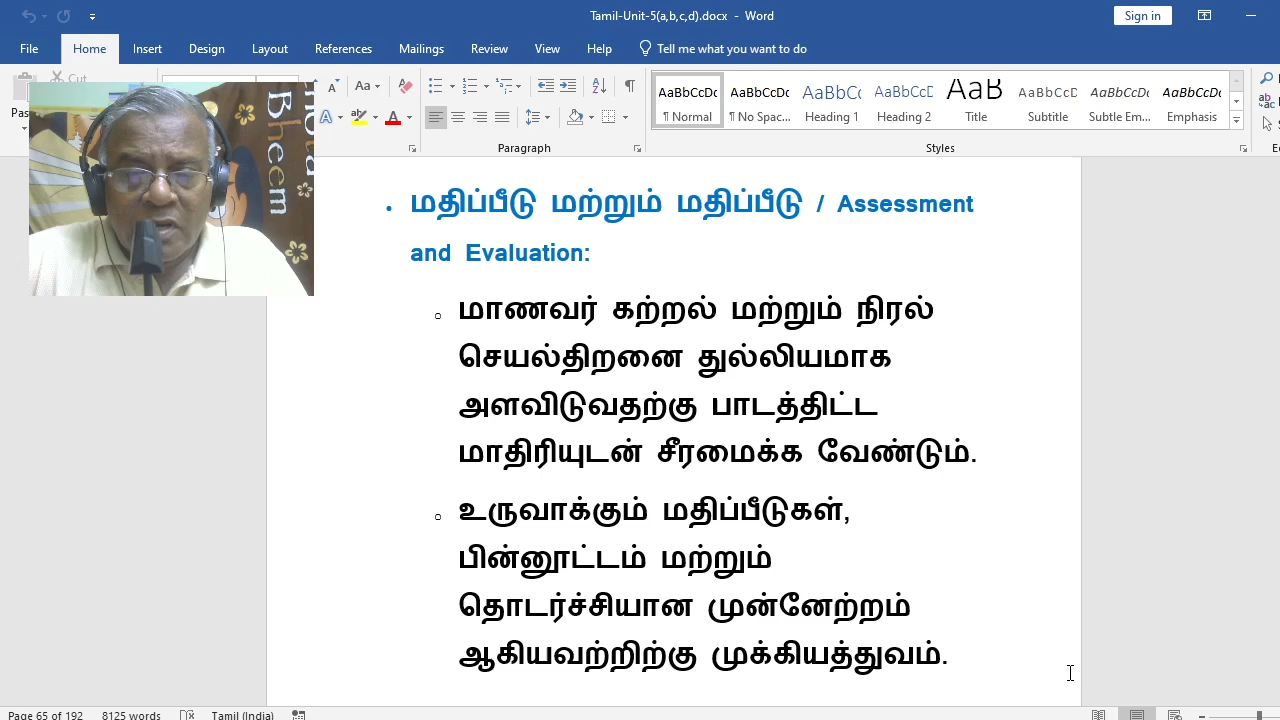 Tamil-Unit-5(a,b,c,d).docx - Word
Sign in
File Home Insert Design Layout References Mailings Review View Help Tell me what you want to do
Cut
Aa
AaBbCcDc AaBbCcDc AaBbCc AaBbCcD AaB AaBbCcD AaBbCcDc AaBbCcDc
¶ Normal ¶ No Spac... Heading 1 Heading 2 Title Subtitle Subtle Em... Emphasis
Paragraph Styles
Bheem
• மதிப்பீடு மற்றும் மதிப்பீடு / Assessment
and Evaluation:
o மாணவர் கற்றல் மற்றும் நிரல்
செயல்திறனை துல்லியமாக
அளவிடுவதற்கு பாடத்திட்ட
மாதிரியுடன் சீரமைக்க வேண்டும்.
o உருவாக்கும் மதிப்பீடுகள்,
பின்னூட்டம் மற்றும்
தொடர்ச்சியான முன்னேற்றம்
ஆகியவற்றிற்கு முக்கியத்துவம்.
Page 65 of 192 8125 words Tamil (India)